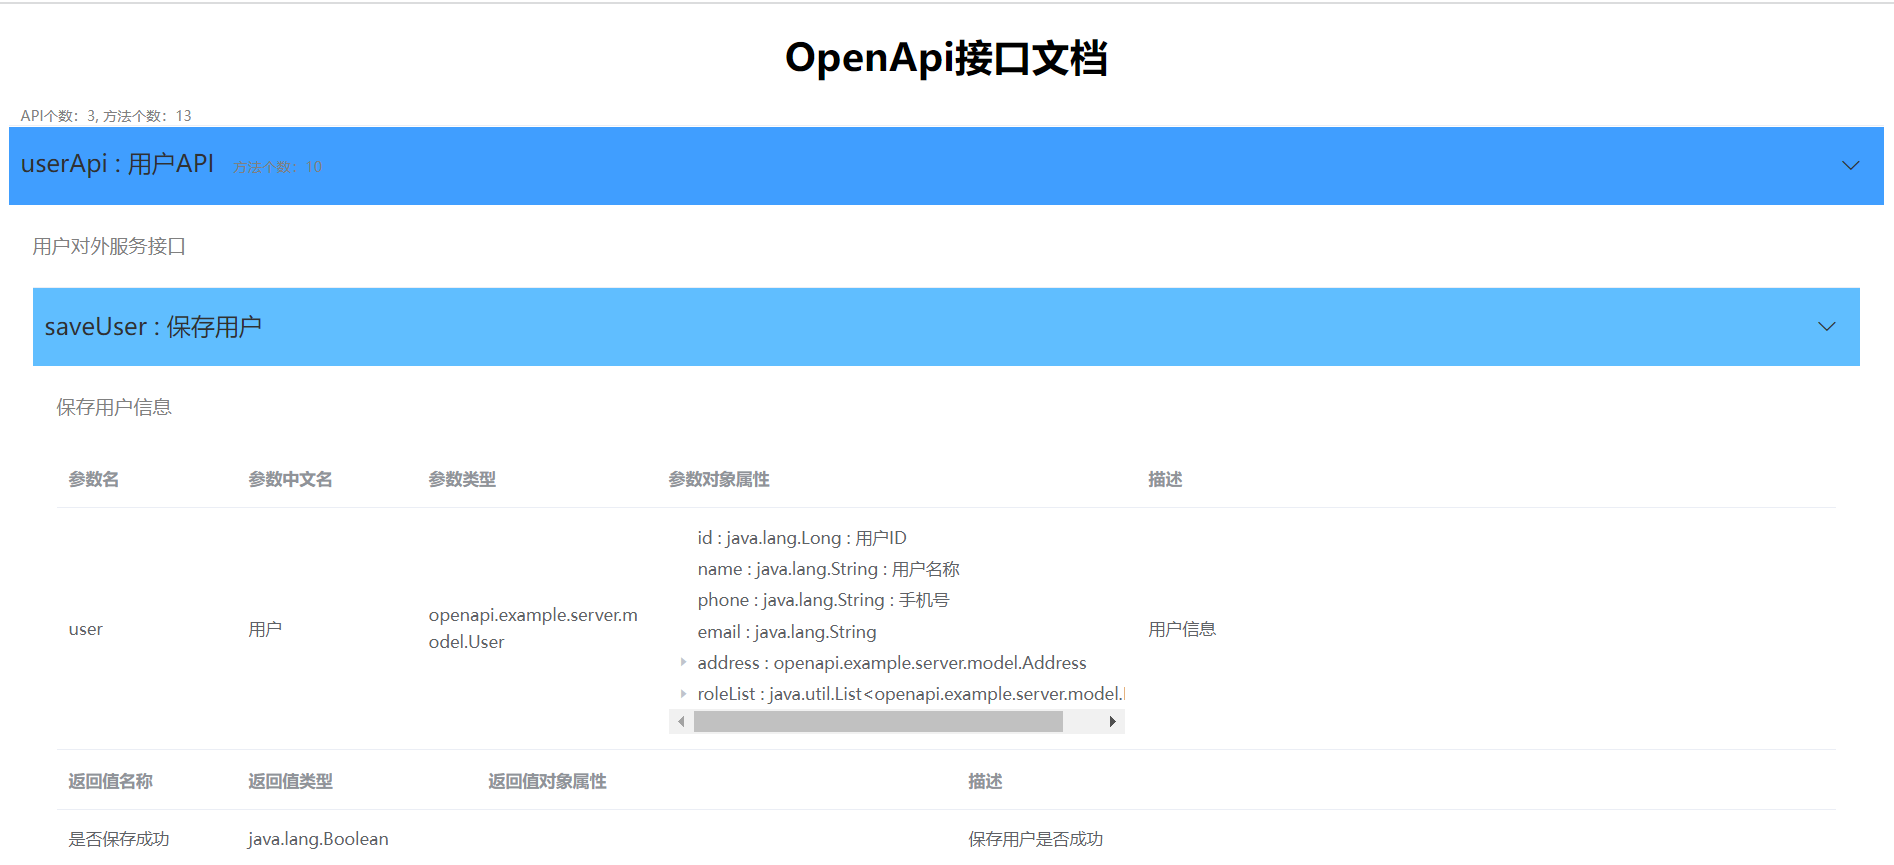 OpenApi接口文档
API个数：3, 方法个数：13
userApi : 用户API 方法个数：10
用户对外服务接口
saveUser : 保存用户
保存用户信息
参数名 参数中文名 参数类型 参数对象属性 描述
id : java.lang.Long : 用户ID
name : java.lang.String : 用户名称
phone : java.lang.String : 手机号
email : java.lang.String
address : openapi.example.server.model.Address
roleList : java.util.List<openapi.example.server.model.
user 用户 openapi.example.server.m
odel.User
用户信息
返回值名称 返回值类型 返回值对象属性 描述
是否保存成功 java.lang.Boolean 保存用户是否成功